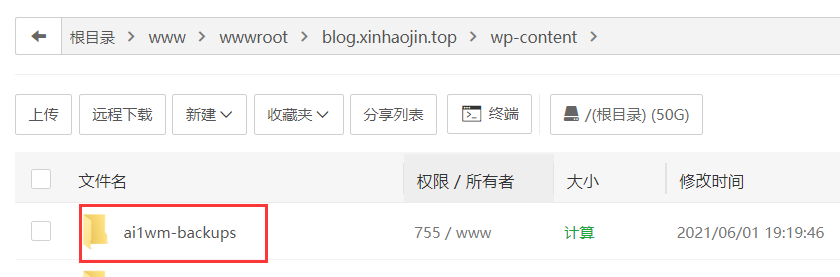 根目录 > www > wwwroot > blog.xinhaojin.top > wp-content >
上传 远程下载 新建 收藏夹 分享列表 终端 /(根目录) (50G)
文件名 权限 / 所有者 大小 修改时间
ai1wm-backups 755 / www 计算 2021/06/01 19:19:46